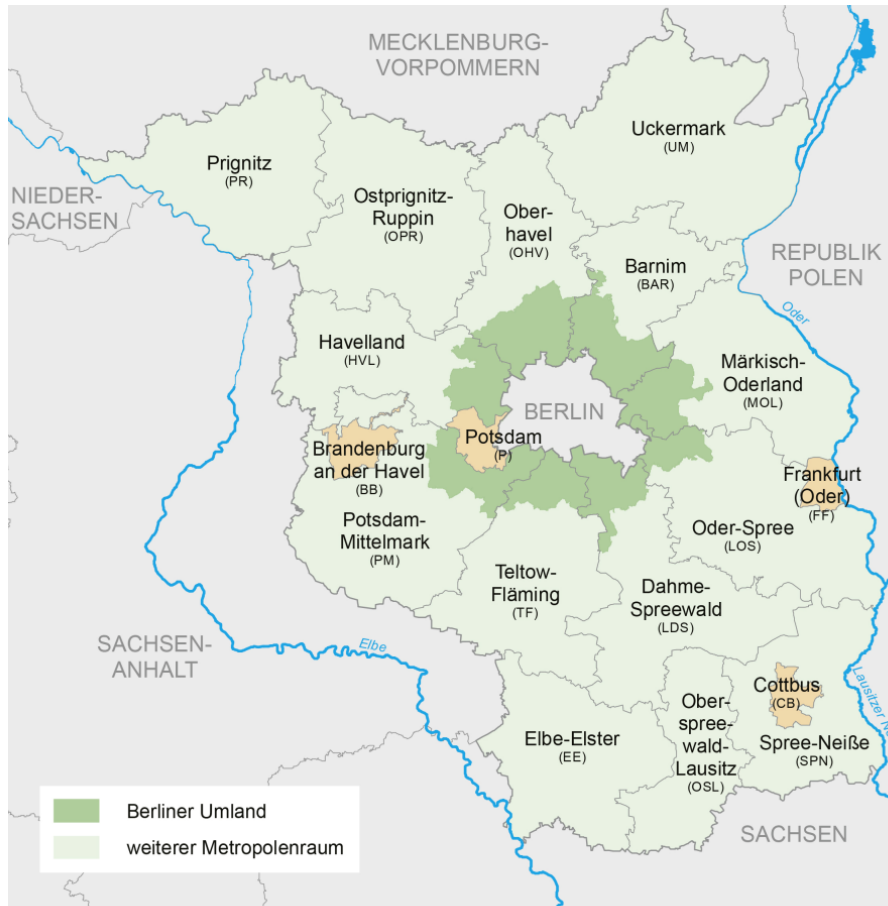 MECKLENBURG-
VORPOMMERN
Uckermark
(UM)
Prignitz
(PR)
NIEDER-
SACHSEN
Ostprignitz-
Ruppin
(OPR)
Ober-
havel
(OHV)
Barnim
(BAR)
REPUBLIK
POLEN
Oder
Havelland
(HVL)
Märkisch-
Oderland
(MOL)
BERLIN
Potsdam
(P)
Brandenburg
an der Havel
(BB)
Frankfurt
(Oder)
(FF)
Potsdam-
Mittelmark
(PM)
Oder-Spree
(LOS)
Teltow-
Fläming
(TF)
Dahme-
Spreewald
(LDS)
SACHSEN-
ANHALT
Elbe
Cottbus
(CB)
Lausitzer
Elbe-Elster
(EE)
Ober-
spree-
wald-
Lausitz
(OSL)
Spree-Neiße
(SPN)
SACHSEN
Berliner Umland
weiterer Metropolenraum